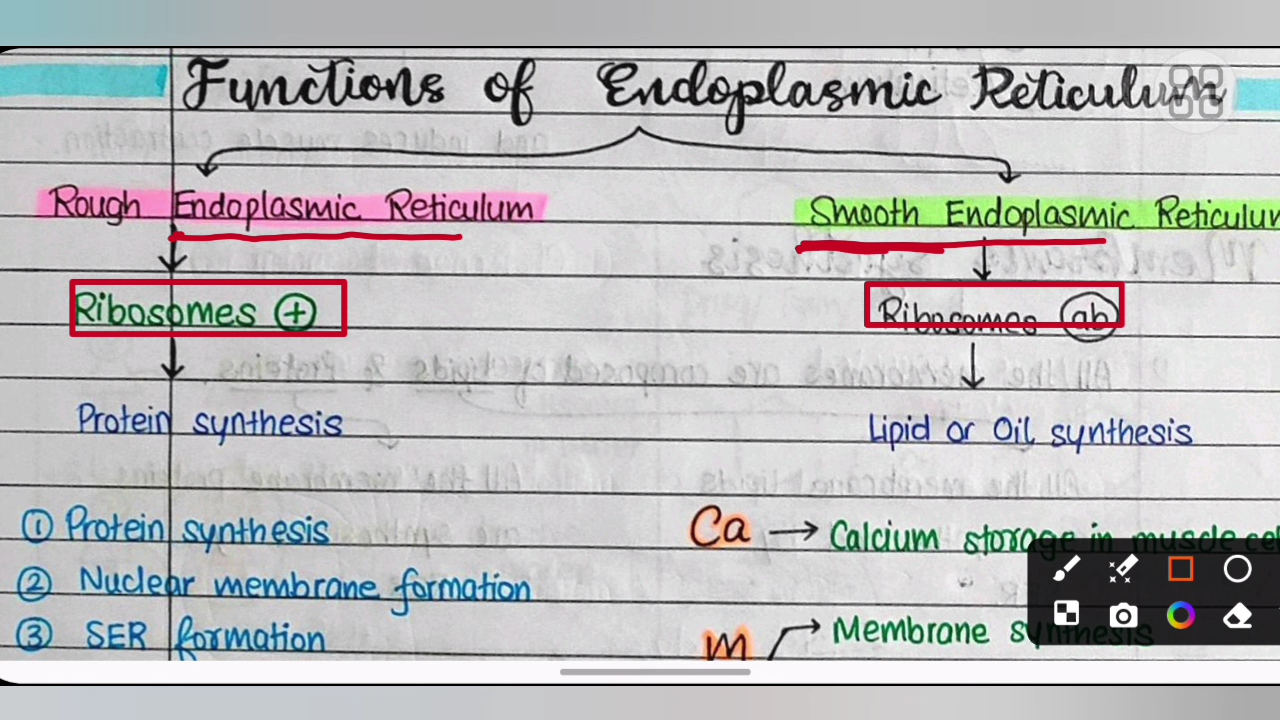 Functions of Endoplasmic Reticulum
Rough Endoplasmic Reticulum
Smooth Endoplasmic Reticulum
Ribosomes (+)
Ribosomes (ab)
Protein synthesis
Lipid or Oil synthesis
① Protein synthesis
Ca → Calcium storage in muscle cel
② Nuclear membrane formation
③ SER formation
m → Membrane synthesis